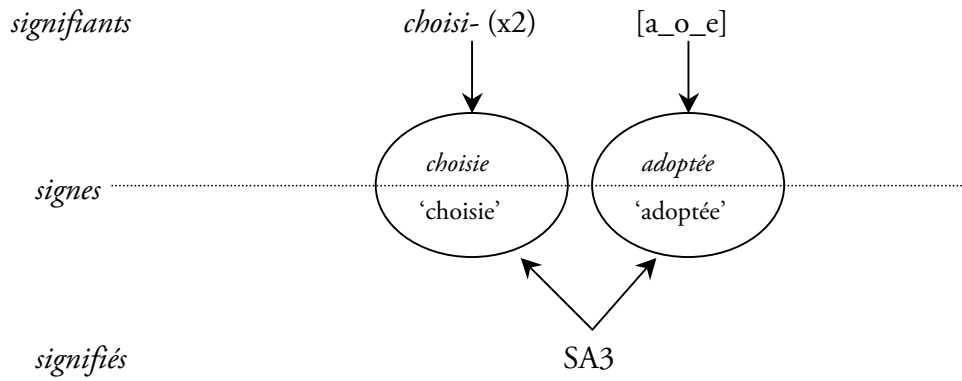 signifiants choisi- (x2) [a_o_e]
choisie adoptée
signes
‘choisie’ ‘adoptée’
signifiés SA3